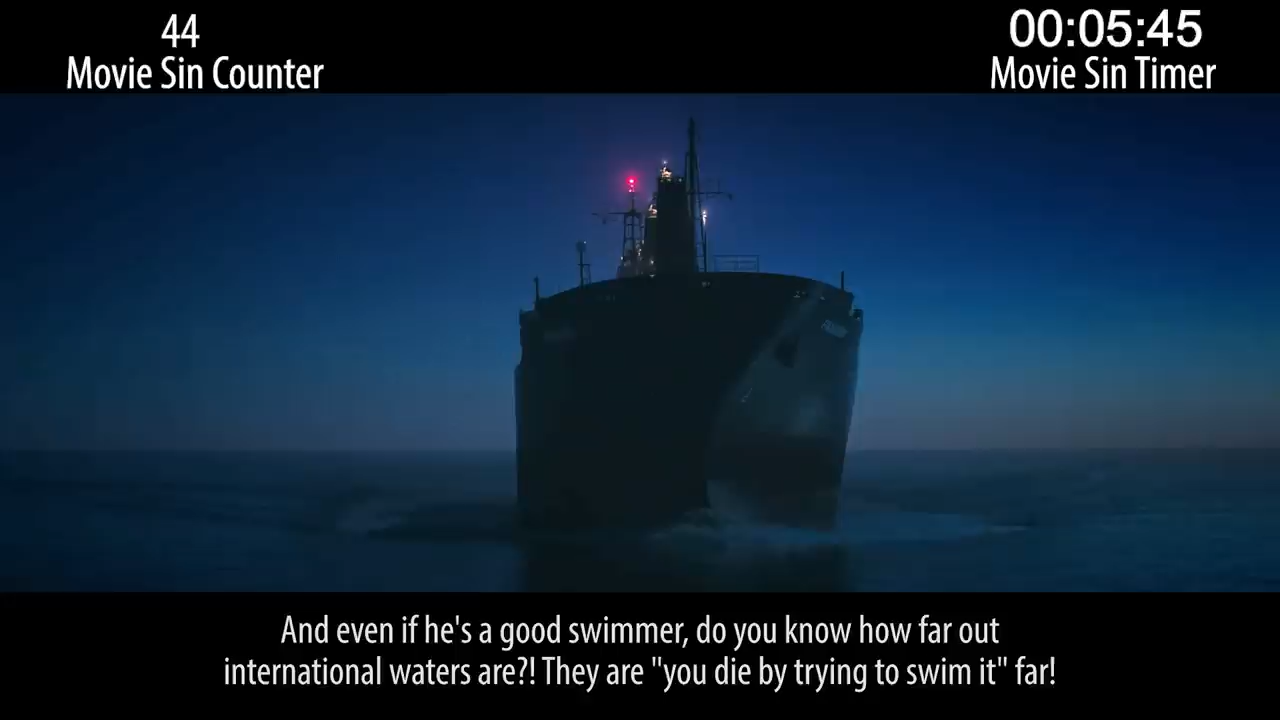 44
Movie Sin Counter
00:05:45
Movie Sin Timer
And even if he's a good swimmer, do you know how far out
international waters are?! They are "you die by trying to swim it" far!